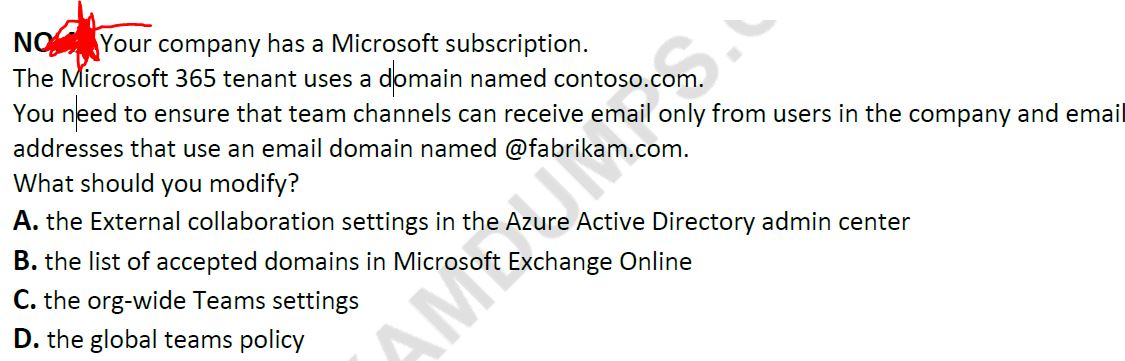 NO Your company has a Microsoft subscription.
The Microsoft 365 tenant uses a domain named contoso.com.
You need to ensure that team channels can receive email only from users in the company and email
addresses that use an email domain named @fabrikam.com.
What should you modify?
A. the External collaboration settings in the Azure Active Directory admin center
B. the list of accepted domains in Microsoft Exchange Online
C. the org-wide Teams settings
D. the global teams policy
AMDUMPS.C